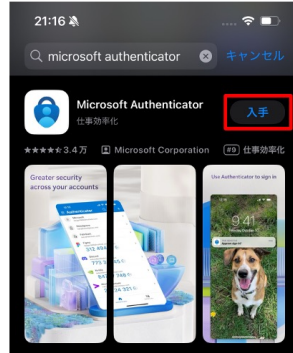 21:16
microsoft authenticator
キャンセル
Microsoft Authenticator
仕事効率化
入手
3.4万
Microsoft Corporation
#9 仕事効率化
Greater security
across your accounts
Use Authenticator to sign in
9:41